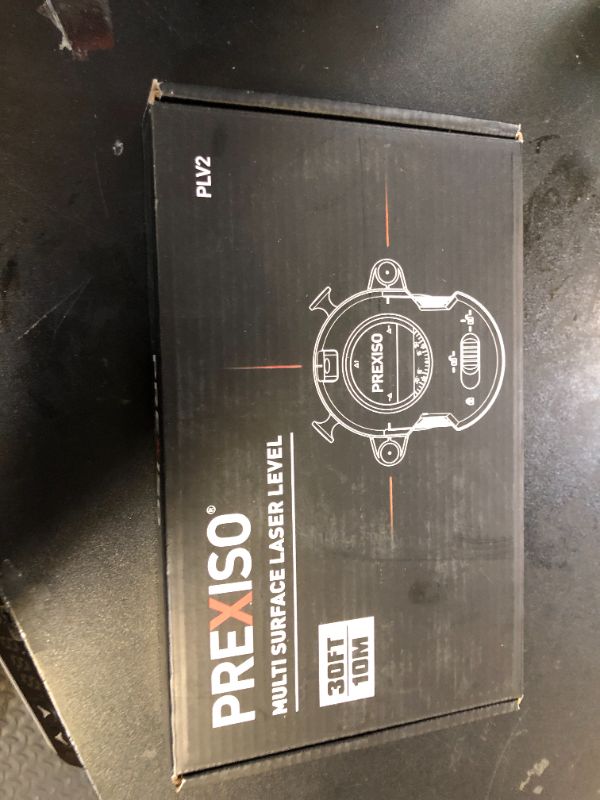 PREXISO®
MULTI SURFACE LASER LEVEL
30FT
10M
PREXISO
PLV2